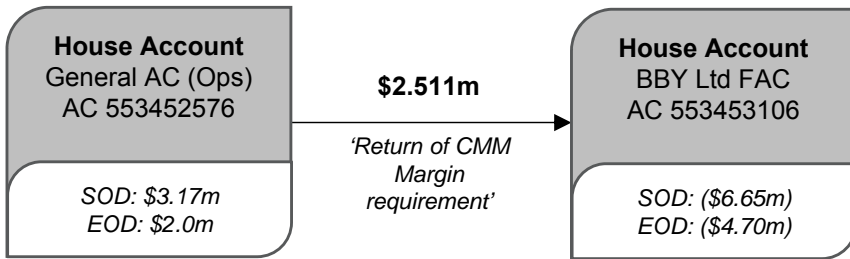 House Account
General AC (Ops)
AC 553452576
SOD: $3.17m
EOD: $2.0m
$2.511m
‘Return of CMM
Margin
requirement’
House Account
BBY Ltd FAC
AC 553453106
SOD: ($6.65m)
EOD: ($4.70m)